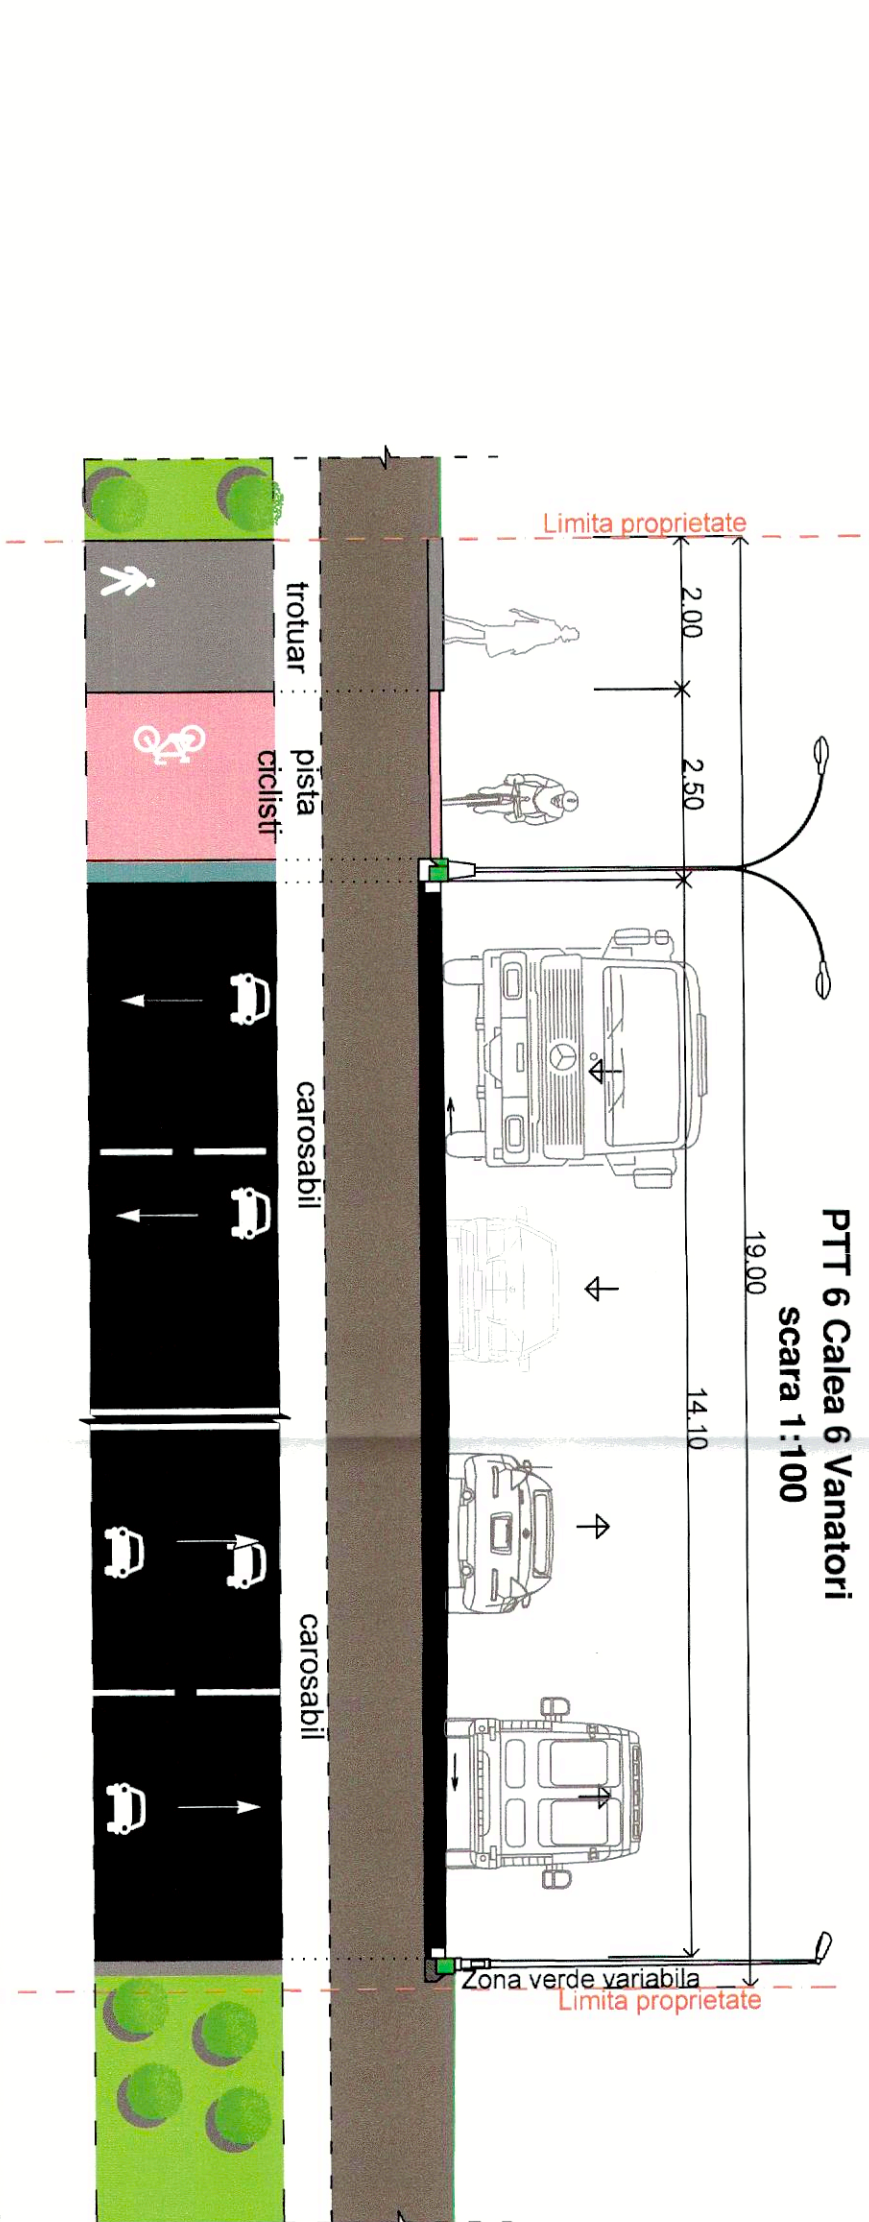 PTT 6 Calea 6 Vanatori
scara 1:100
19.00
Limita proprietate
2.00
2.50
14.10
Zona verde variabila
Limita proprietate
trotuar
pista
ciclisti
carosabil
carosabil